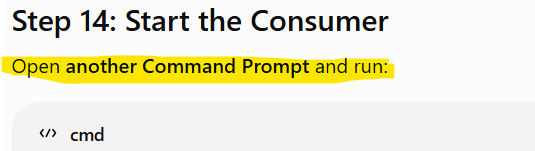 Step 14: Start the Consumer
Open another Command Prompt and run:
</> cmd